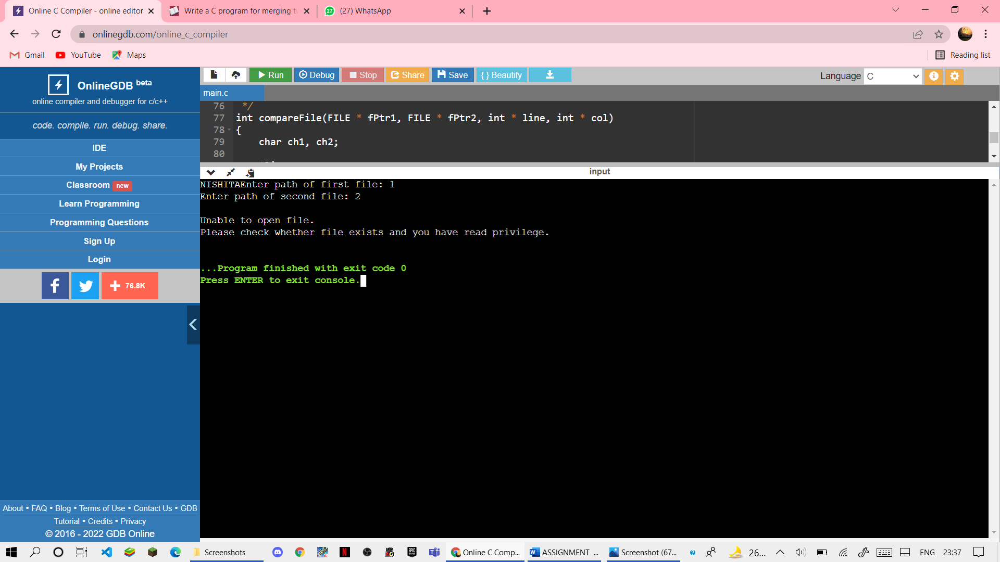 Online C Compiler - online editor
Write a C program for merging t
(27) WhatsApp
onlinegdb.com/online_c_compiler
Gmail
YouTube
Maps
Reading list
OnlineGDB beta
online compiler and debugger for c/c++
code. compile. run. debug. share.
IDE
My Projects
Classroom new
Learn Programming
Programming Questions
Sign Up
Login
76.8K
About • FAQ • Blog • Terms of Use • Contact Us • GDB
Tutorial • Credits • Privacy
© 2016 - 2022 GDB Online
Run
Debug
Stop
Share
Save
{ } Beautify
Language C
main.c
76 */
77 int compareFile(FILE * fPtr1, FILE * fPtr2, int * line, int * col)
78 {
79 char ch1, ch2;
80
input
NISHITAEnter path of first file: 1
Enter path of second file: 2
Unable to open file.
Please check whether file exists and you have read privilege.
...Program finished with exit code 0
Press ENTER to exit console.
Screenshots
Online C Comp...
ASSIGNMENT ...
Screenshot (67...
26...
ENG
23:37